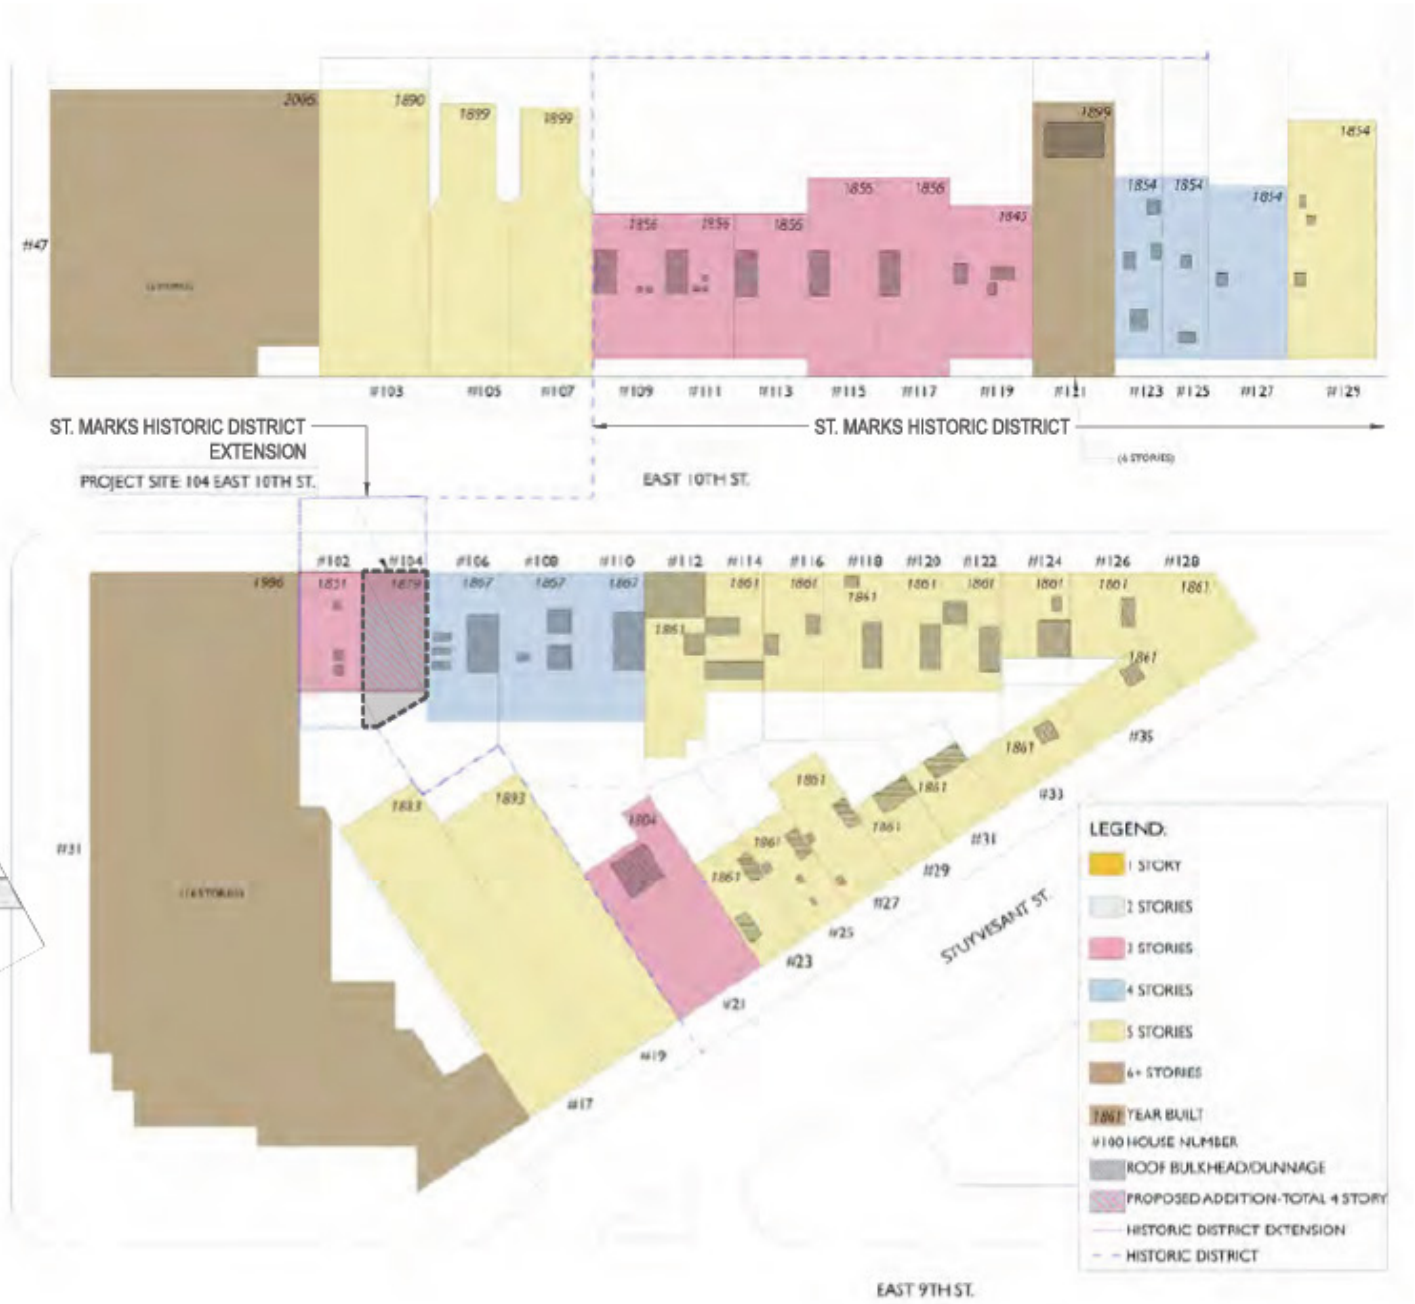 2005
1890
1899
1899
1899
1854
1854 1854 1854
1856 1856 1856 1856 1856 1845
#47
#103 #105 #107 #109 #111 #113 #115 #117 #119 #121 #123 #125 #127 #129
ST. MARKS HISTORIC DISTRICT
EXTENSION
ST. MARKS HISTORIC DISTRICT
(6 STORIES)
PROJECT SITE: 104 EAST 10TH ST.
EAST 10TH ST.
#102 #104 #106 #108 #110 #112 #114 #116 #118 #120 #122 #124 #126 #128
1879 1867 1867 1867 1861 1861 1861 1861 1861 1861 1861 1861
1861
1861
#35
1861
#33
1893
1861
1861
1804
1861
1861
1861
#31
#31
#29
#27
#25
#23
#21
#19
#17
STUYVESANT ST.
LEGEND:
1 STORY
2 STORIES
3 STORIES
4 STORIES
5 STORIES
6+ STORIES
1861 YEAR BUILT
#100 HOUSE NUMBER
ROOF BULKHEAD/DUNNAGE
PROPOSED ADDITION-TOTAL 4 STORY
HISTORIC DISTRICT EXTENSION
HISTORIC DISTRICT
EAST 9TH ST.